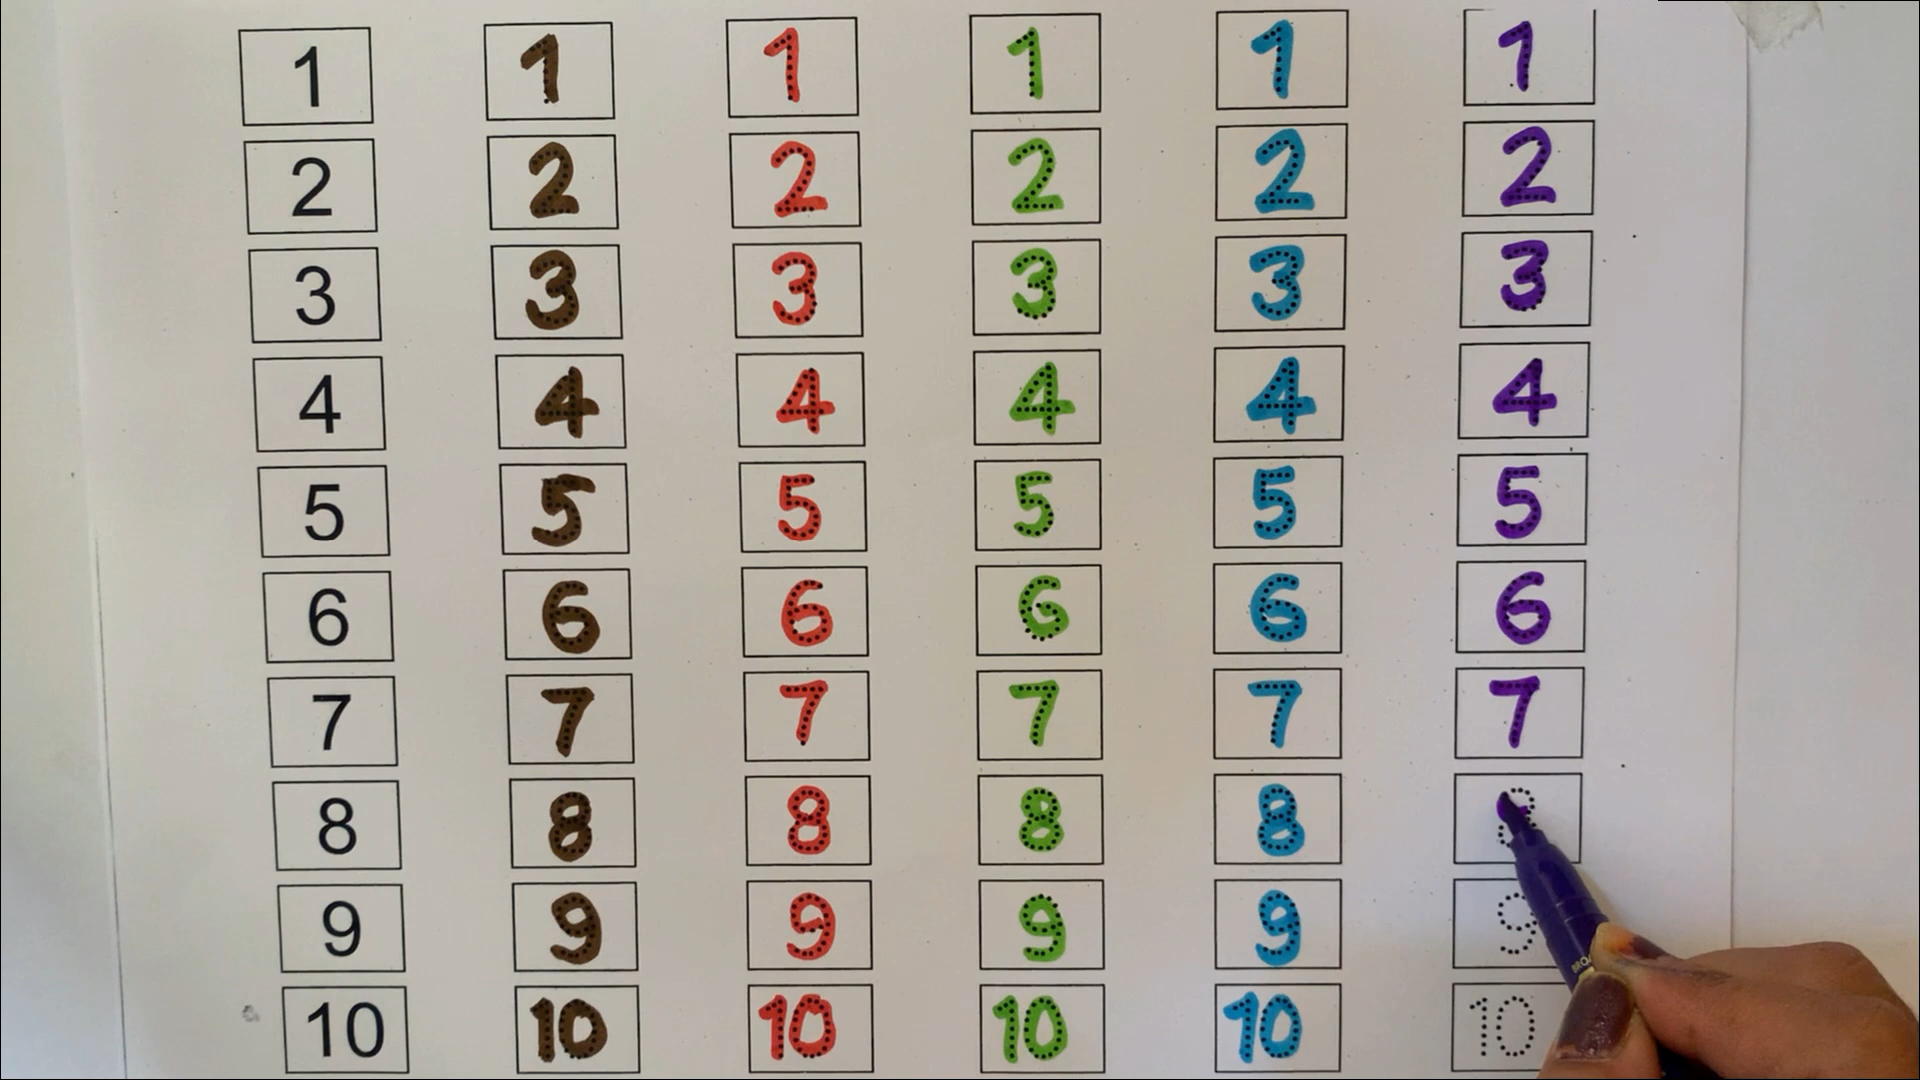 1 1 1 1 1 1
2 2 2 2 2 2
3 3 3 3 3 3
4 4 4 4 4 4
5 5 5 5 5 5
6 6 6 6 6 6
7 7 7 7 7 7
8 8 8 8 8 8
9 9 9 9 9 9
10 10 10 10 10 10